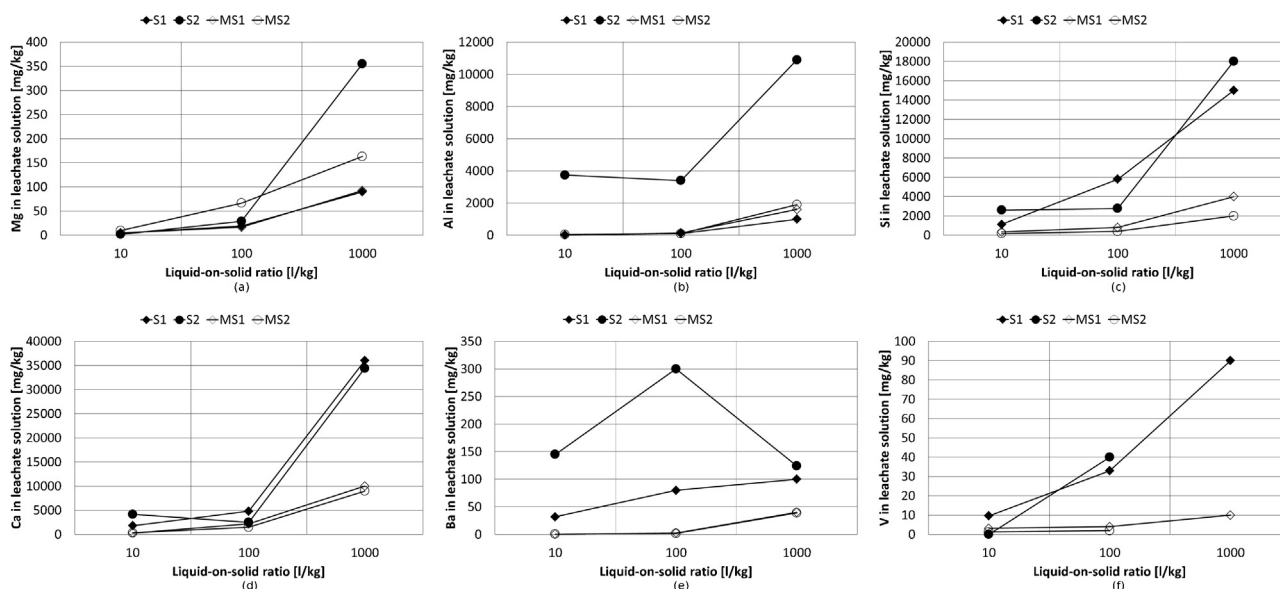 S1 S2 MS1 MS2
Mg in leachate solution [mg/kg]
400
350
300
250
200
150
100
50
0
10 100 1000
Liquid-on-solid ratio [l/kg]
(a)
S1 S2 MS1 MS2
Al in leachate solution [mg/kg]
12000
10000
8000
6000
4000
2000
0
10 100 1000
Liquid-on-solid ratio [l/kg]
(b)
S1 S2 MS1 MS2
Si in leachate solution [mg/kg]
20000
18000
16000
14000
12000
10000
8000
6000
4000
2000
0
10 100 1000
Liquid-on-solid ratio [l/kg]
(c)
S1 S2 MS1 MS2
Ca in leachate solution [mg/kg]
40000
35000
30000
25000
20000
15000
10000
5000
0
10 100 1000
Liquid-on-solid ratio [l/kg]
(d)
S1 S2 MS1 MS2
Ba in leachate solution [mg/kg]
350
300
250
200
150
100
50
0
10 100 1000
Liquid-on-solid ratio [l/kg]
(e)
S1 S2 MS1 MS2
V in leachate solution [mg/kg]
100
90
80
70
60
50
40
30
20
10
0
10 100 1000
Liquid-on-solid ratio [l/kg]
(f)